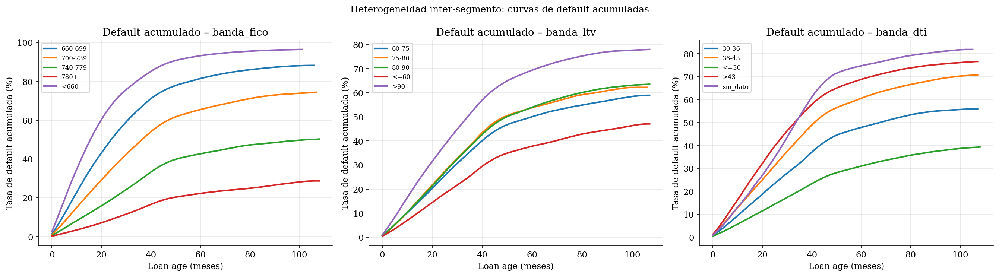 Heterogeneidad inter-segmento: curvas de default acumuladas
Default acumulado – banda_fico
Tasa de default acumulada (%)
100
80
60
40
20
0
660-699
700-739
740-779
780+
<660
0 20 40 60 80 100
Loan age (meses)
Default acumulado – banda_ltv
Tasa de default acumulada (%)
80
70
60
50
40
30
20
10
0
60-75
75-80
80-90
<=60
>90
0 20 40 60 80 100
Loan age (meses)
Default acumulado – banda_dti
Tasa de default acumulada (%)
80
70
60
50
40
30
20
10
0
30-36
36-43
<=30
>43
sin_dato
0 20 40 60 80 100
Loan age (meses)